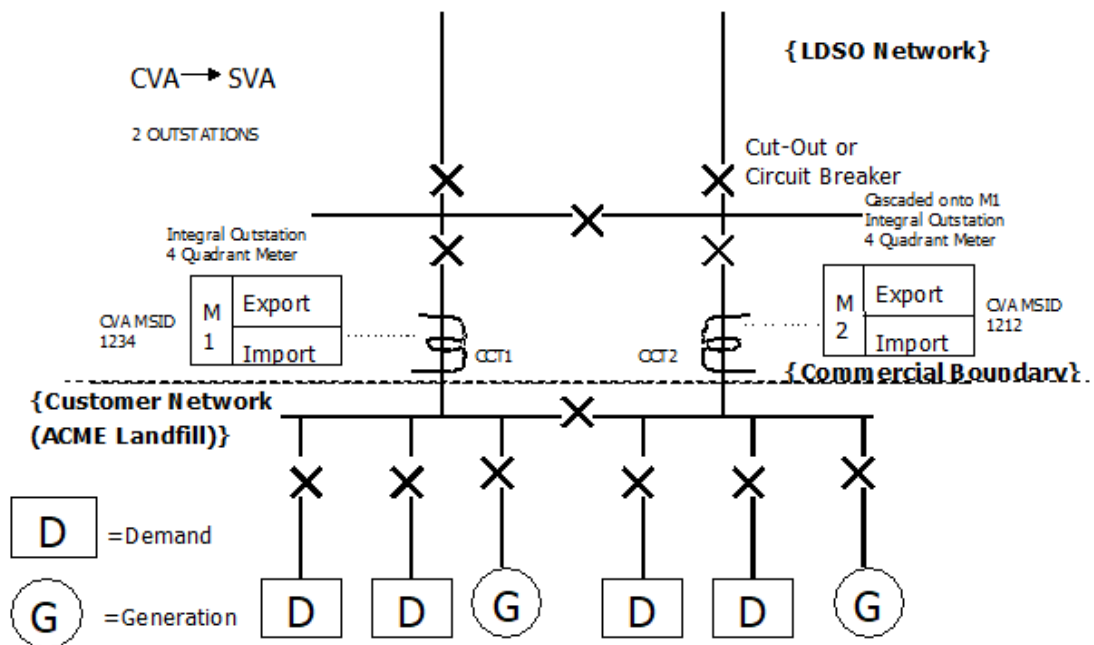 {LDSO Network}
CVA SVA
2 OUTSTATIONS
Cut-Out or
Circuit Breaker
Cascaded onto M1
Integral Outstation
4 Quadrant Meter
Integral Outstation
4 Quadrant Meter
CVA MSID
1234
M
1
Export
Import
CCT1
CCT2
M
2
Export
Import
CVA MSID
1212
{Commercial Boundary}
{Customer Network
(ACME Landfill)}
D
=Demand
G
=Generation
D
D
G
D
D
G